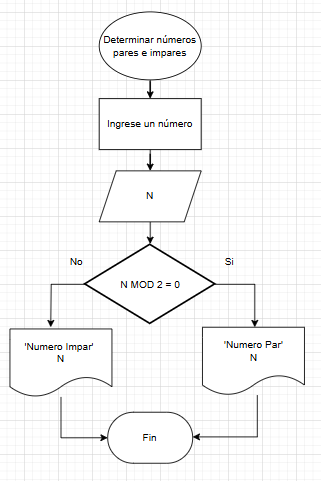 Determinar números
pares e impares
Ingrese un número
N
No
Si
N MOD 2 = 0
'Numero Impar'
N
'Numero Par'
N
Fin